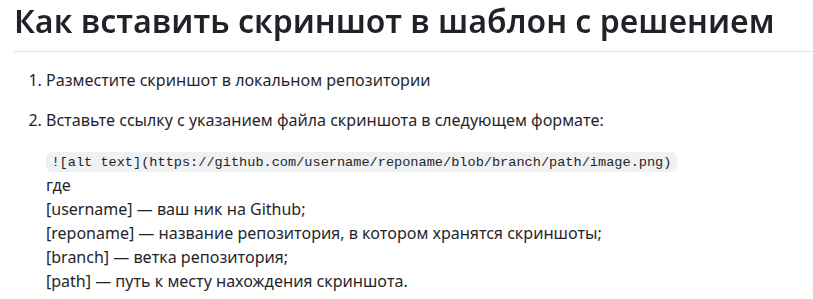 Как вставить скриншот в шаблон с решением
1. Разместите скриншот в локальном репозитории
2. Вставьте ссылку с указанием файла скриншота в следующем формате:
![alt text](https://github.com/username/reponame/blob/branch/path/image.png)
где
[username] — ваш ник на Github;
[reponame] — название репозитория, в котором хранятся скриншоты;
[branch] — ветка репозитория;
[path] — путь к месту нахождения скриншота.